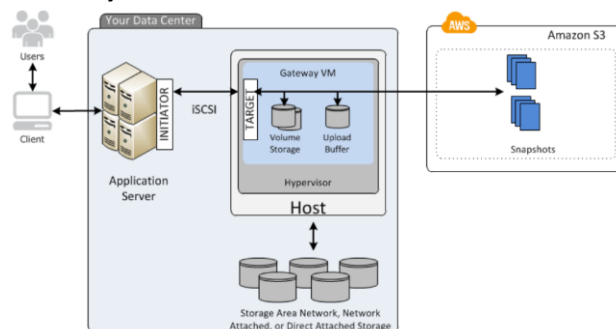 Your Data Center
Users
Client
Application
Server
INITIATOR
iSCSI
TARGET
Gateway VM
Volume
Storage
Upload
Buffer
Hypervisor
Host
Storage Area Network, Network
Attached, or Direct Attached Storage
AWS
Amazon S3
Snapshots